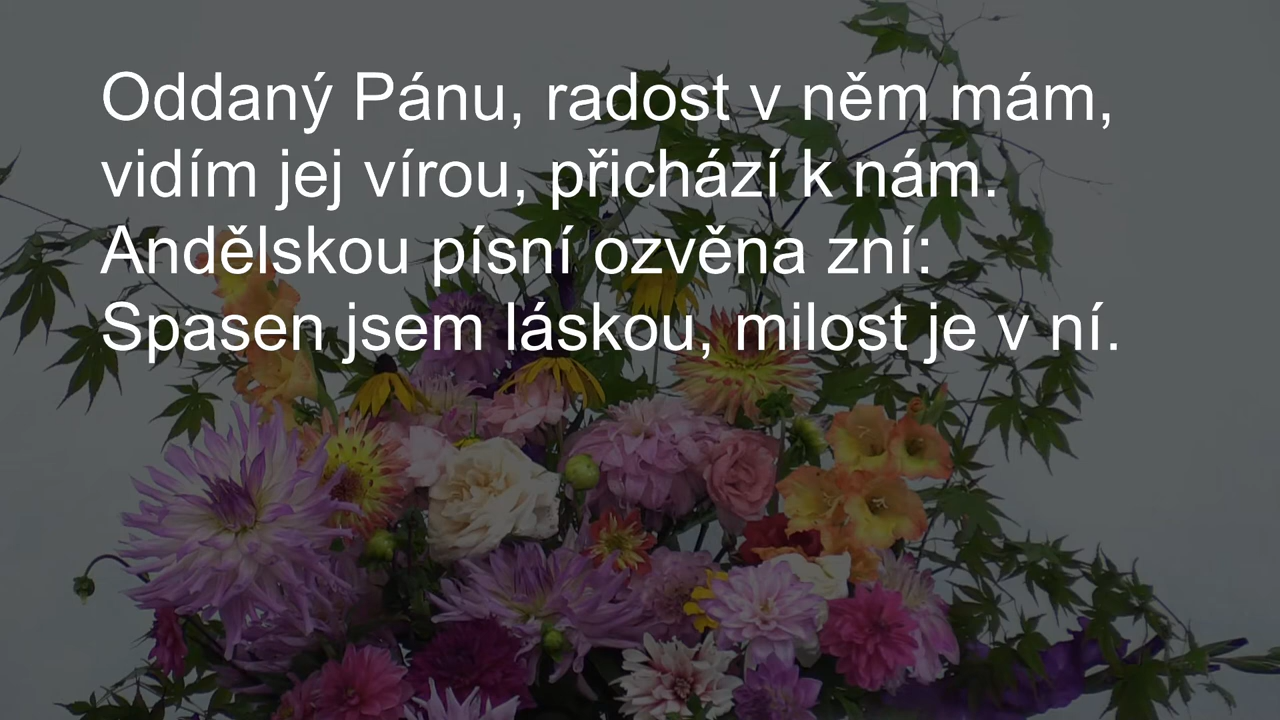 Oddaný Pánu, radost v něm mám,
vidím jej vírou, přichází k nám.
Andělskou písní ozvěna zní:
Spasen jsem láskou, milost je v ní.